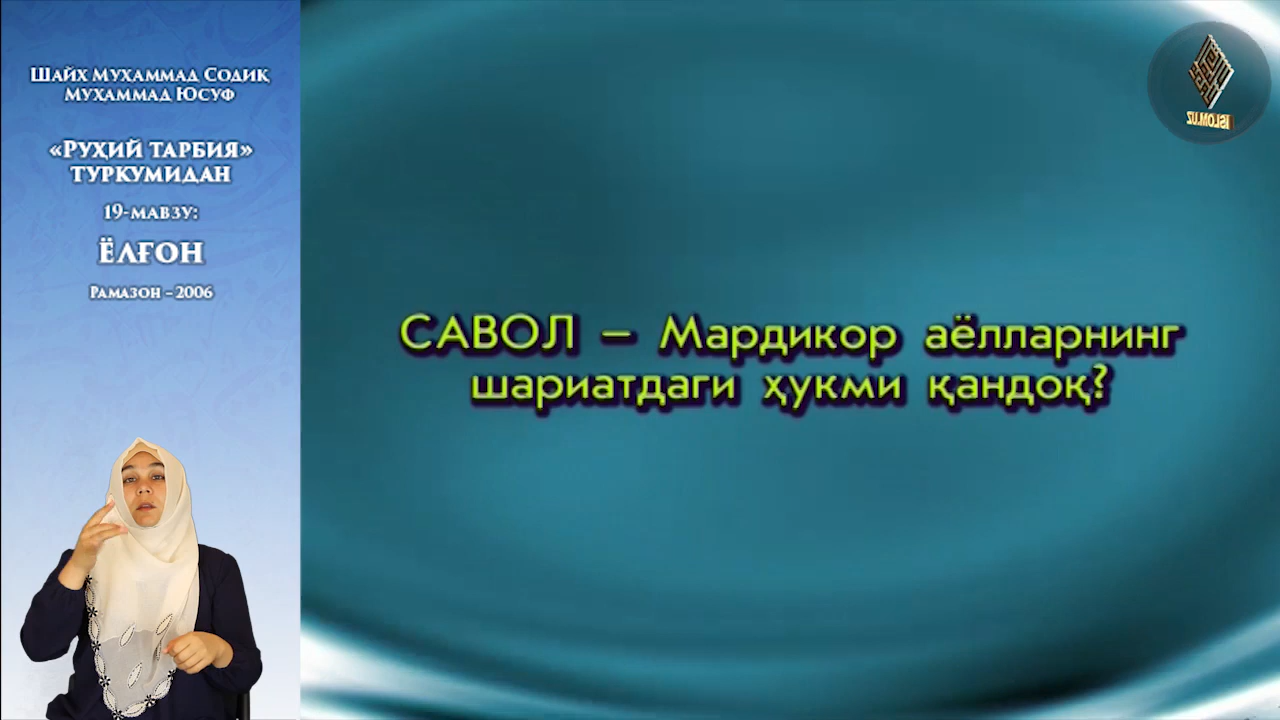 Шайх Муҳаммад Содиқ
Муҳаммад Юсуф
«Руҳий тарбия»
туркумидан
19-мавзу:
Ёлғон
Рамазон – 2006
ISLOM.UZ
САВОЛ – Мардикор аёлларнинг
шариатдаги ҳукми қандоқ?